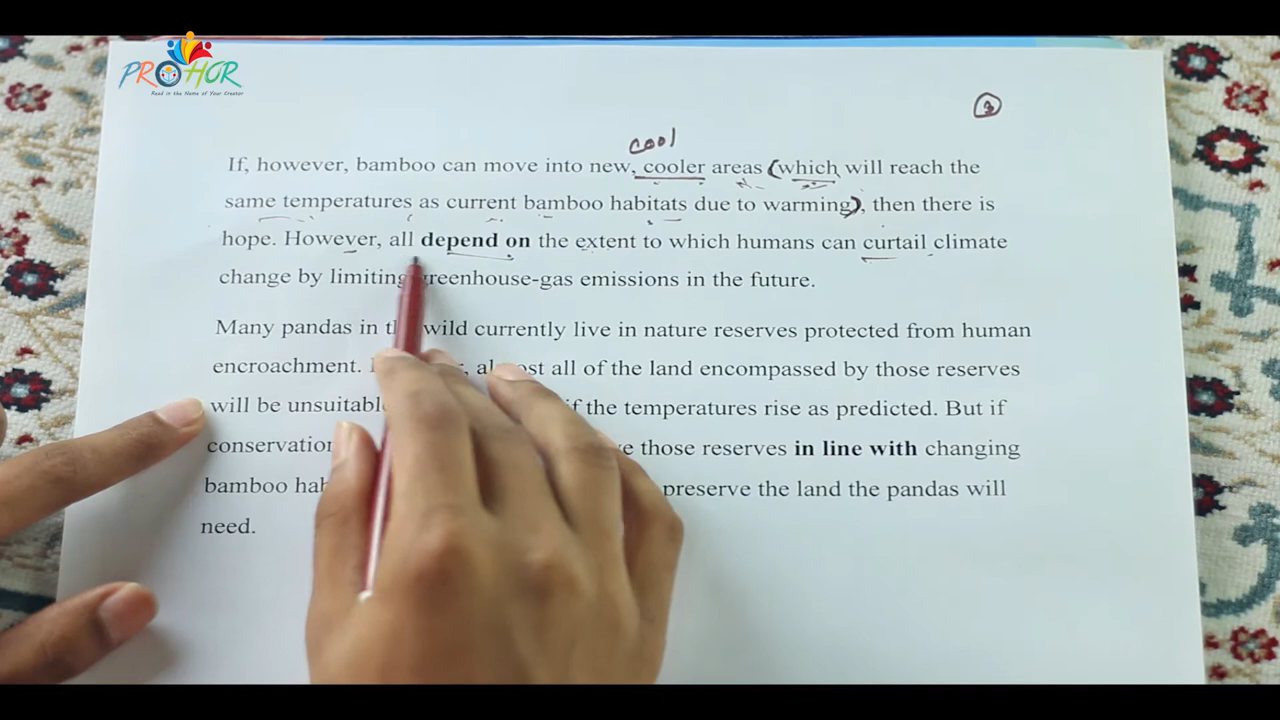 PROHOR
Read in the Name of Your Creator
3
cool
If, however, bamboo can move into new, cooler areas (which will reach the
same temperatures as current bamboo habitats due to warming), then there is
hope. However, all depend on the extent to which humans can curtail climate
change by limiting greenhouse-gas emissions in the future.
Many pandas in the wild currently live in nature reserves protected from human
encroachment. all of the land encompassed by those reserves
will be unsuitable if the temperatures rise as predicted. But if
conservation those reserves in line with changing
bamboo preserve the land the pandas will
need.